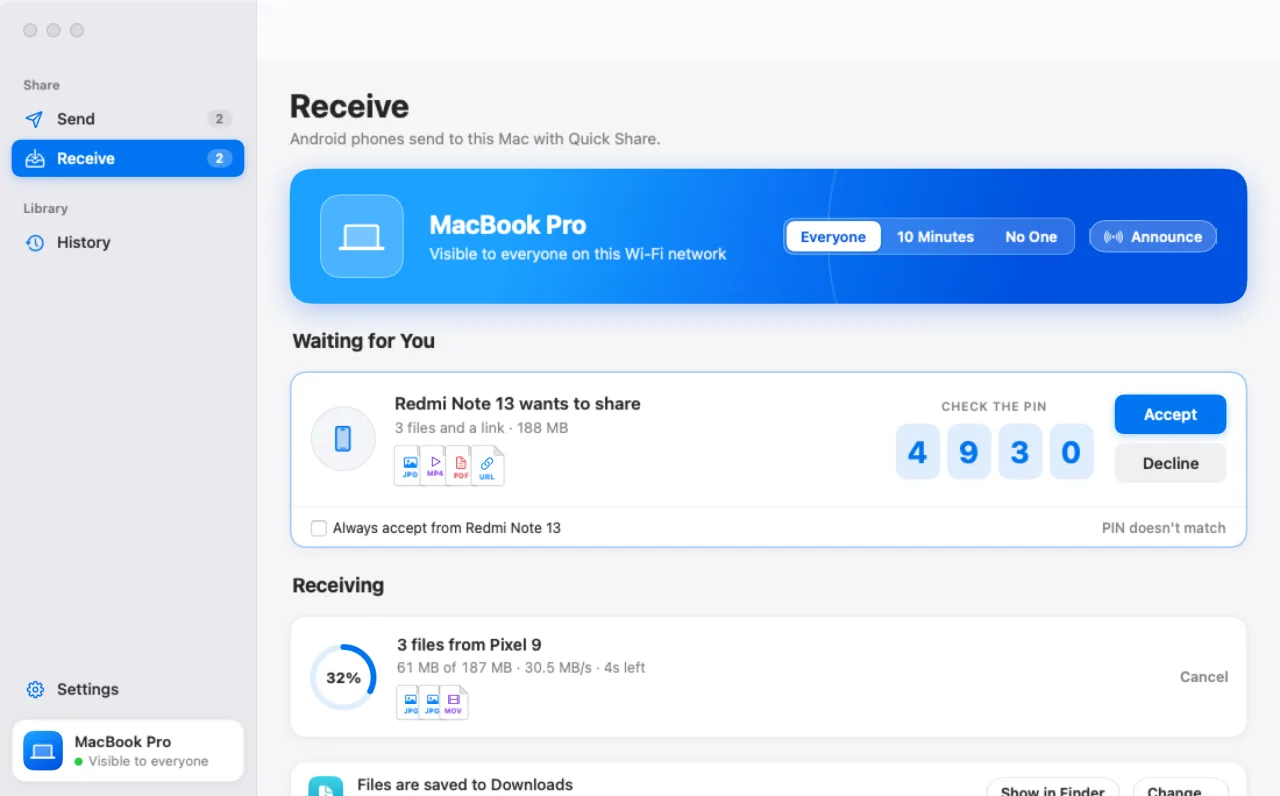 Share
Send 2
Receive 2
Library
History
Settings
MacBook Pro
Visible to everyone
Receive
Android phones send to this Mac with Quick Share.
MacBook Pro
Visible to everyone on this Wi-Fi network
Everyone 10 Minutes No One Announce
Waiting for You
Redmi Note 13 wants to share
3 files and a link · 188 MB
JPG MP4 PDF URL
CHECK THE PIN
4 9 3 0
Accept
Decline
Always accept from Redmi Note 13
PIN doesn't match
Receiving
32%
3 files from Pixel 9
61 MB of 187 MB · 30.5 MB/s · 4s left
JPG JPG MOV
Cancel
Files are saved to Downloads
Show in Finder
Change